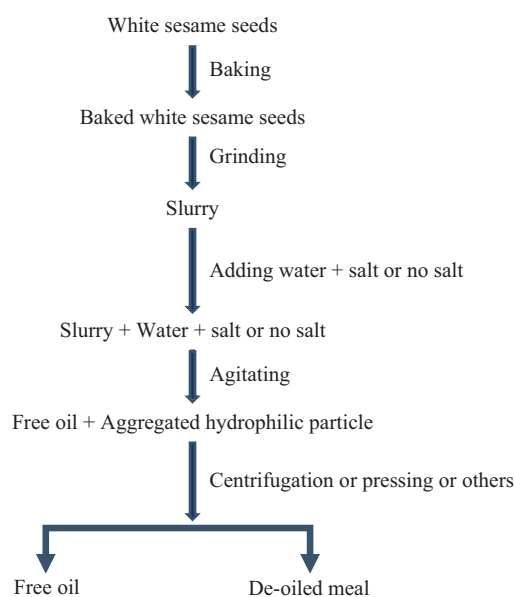 White sesame seeds
Baking
Baked white sesame seeds
Grinding
Slurry
Adding water + salt or no salt
Slurry + Water + salt or no salt
Agitating
Free oil + Aggregated hydrophilic particle
Centrifugation or pressing or others
Free oil
De-oiled meal